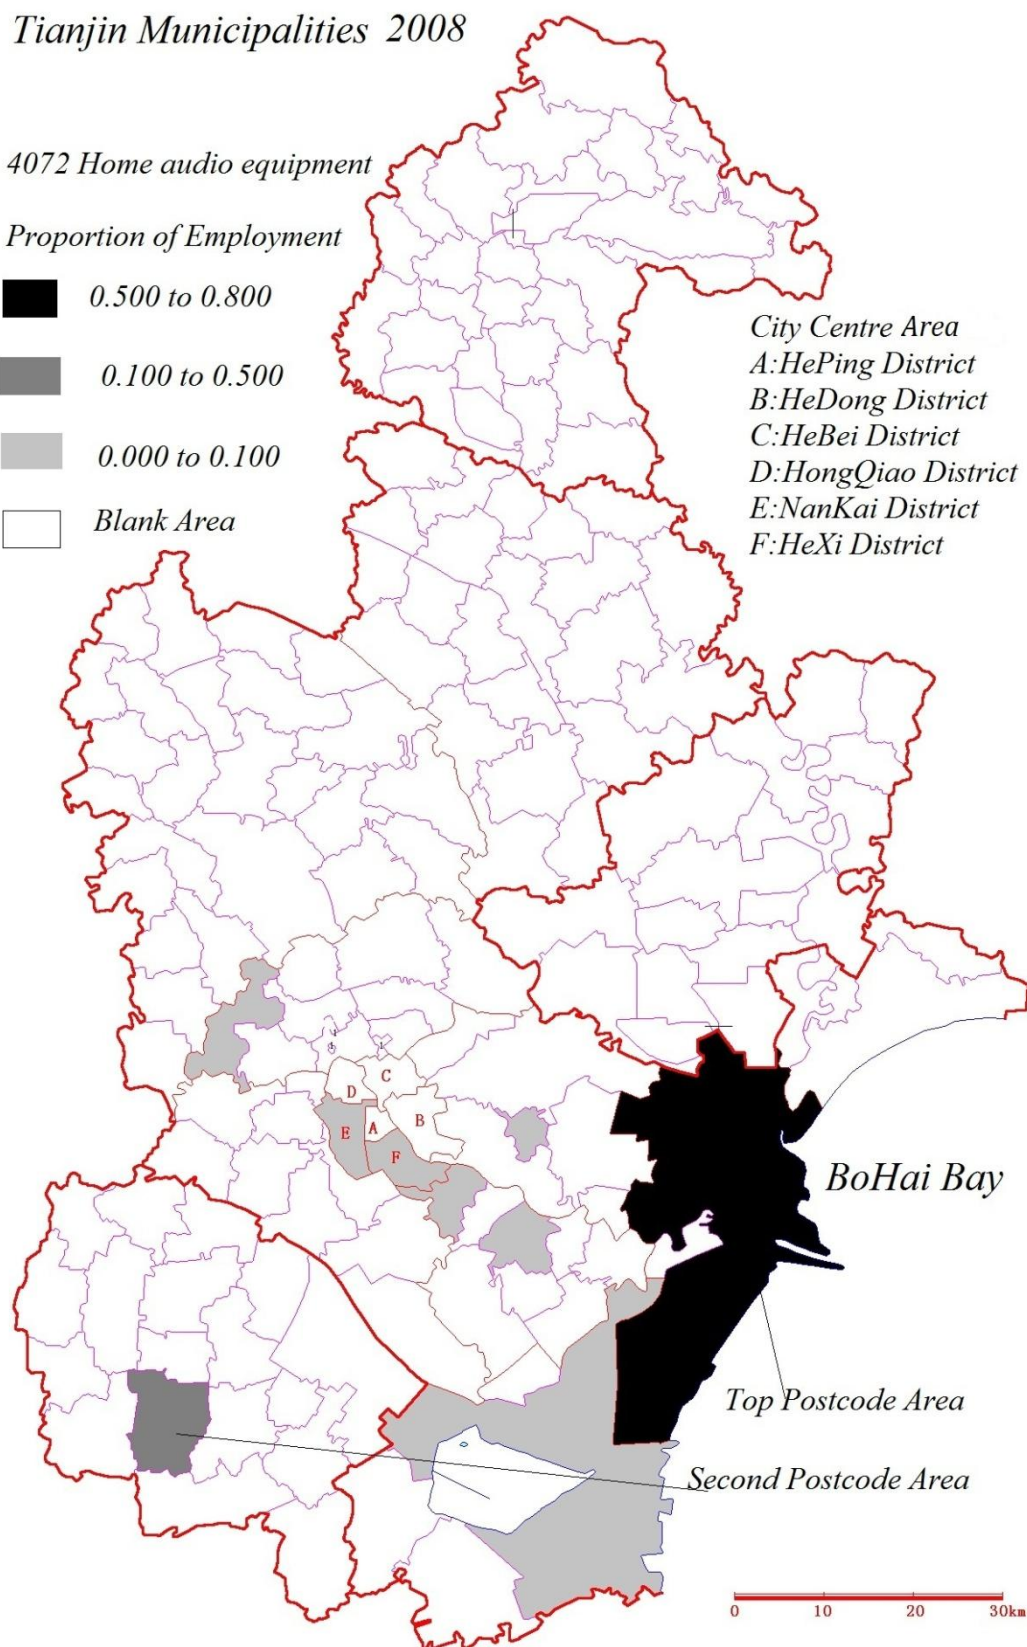 Tianjin Municipalities 2008
4072 Home audio equipment
Proportion of Employment
0.500 to 0.800
0.100 to 0.500
0.000 to 0.100
Blank Area
City Centre Area
A:HePing District
B:HeDong District
C:HeBei District
D:HongQiao District
E:NanKai District
F:HeXi District
C
D
B
A
E
F
BoHai Bay
Top Postcode Area
Second Postcode Area
0 10 20 30km